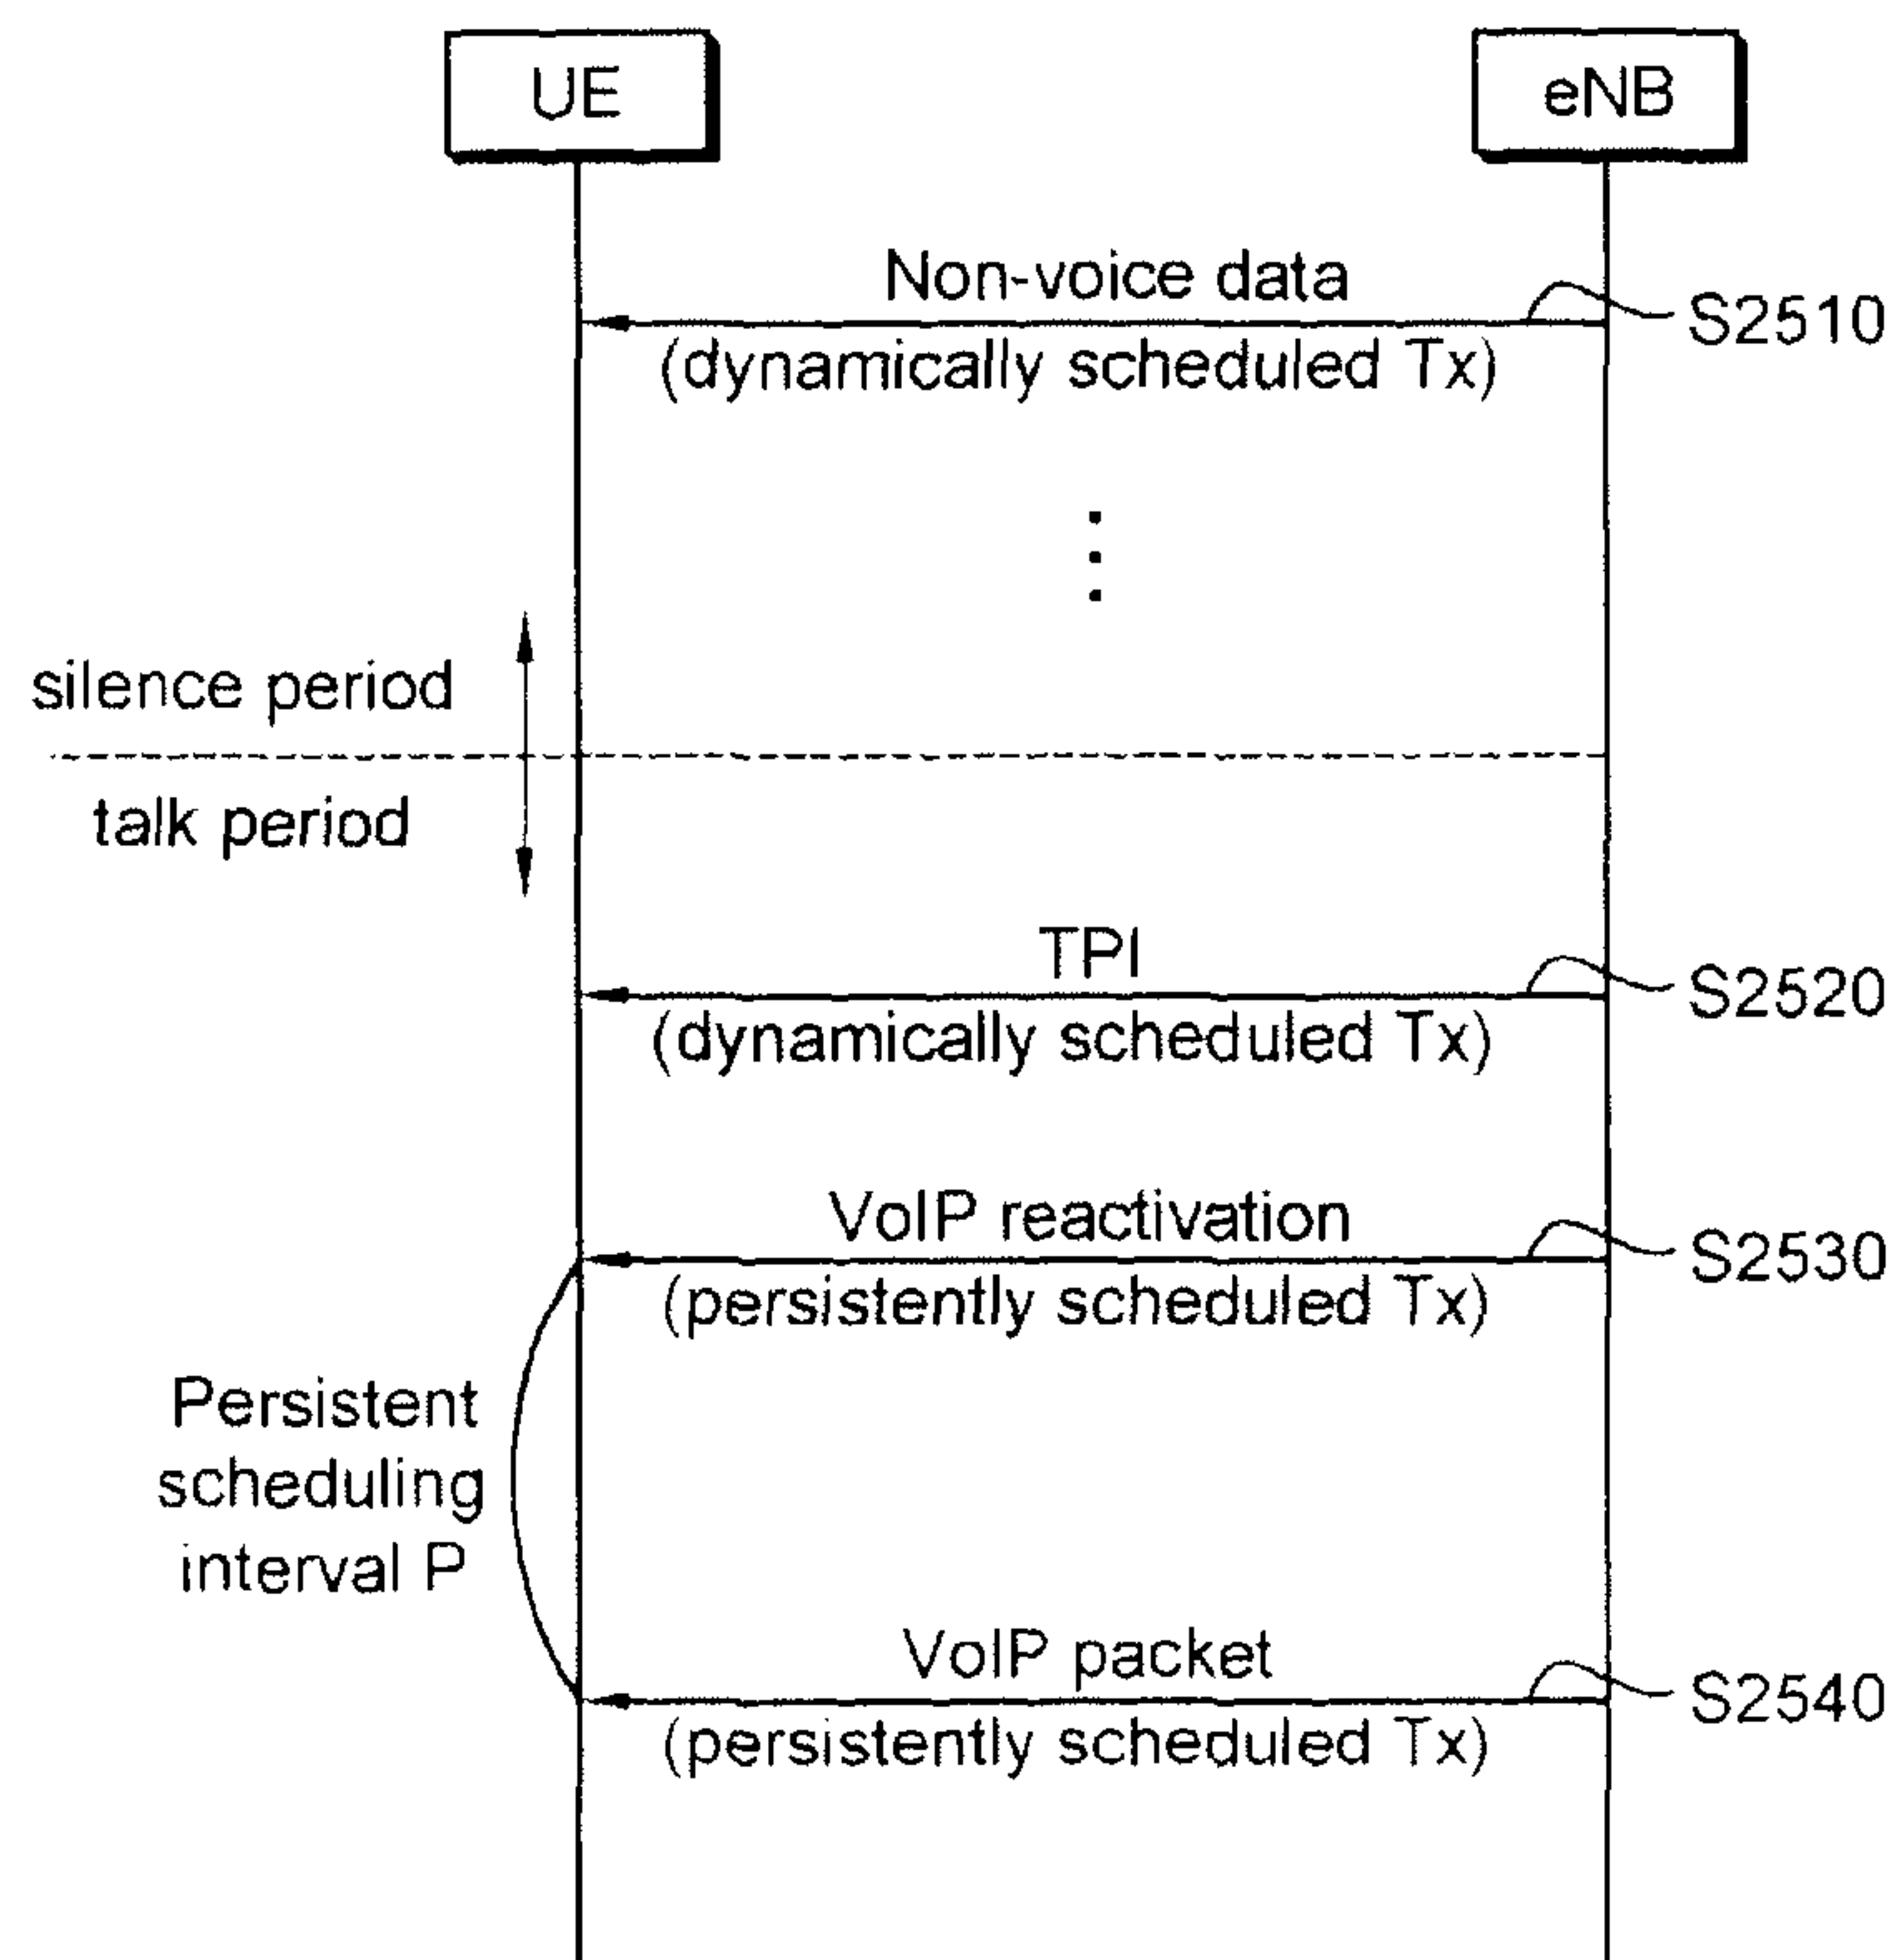 UE
eNB
Non-voice data
S2510
(dynamically scheduled Tx)
silence period
talk period
TPI
S2520
(dynamically scheduled Tx)
VoIP reactivation
S2530
(persistently scheduled Tx)
Persistent
scheduling
interval P
VoIP packet
S2540
(persistently scheduled Tx)